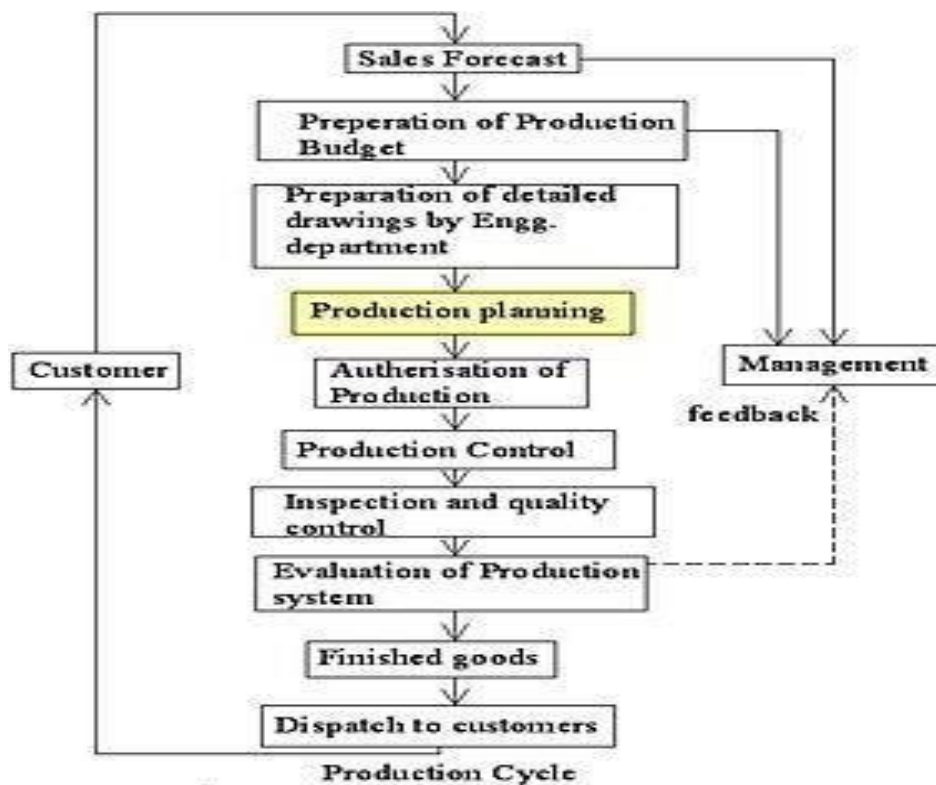 Sales Forecast
Preperation of Production
Budget
Preparation of detailed
drawings by Engg.
department
Production planning
Customer
Management
Autherisation of
Production
feedback
Production Control
Inspection and quality
control
Evaluation of Production
system
Finished goods
Dispatch to customers
Production Cycle